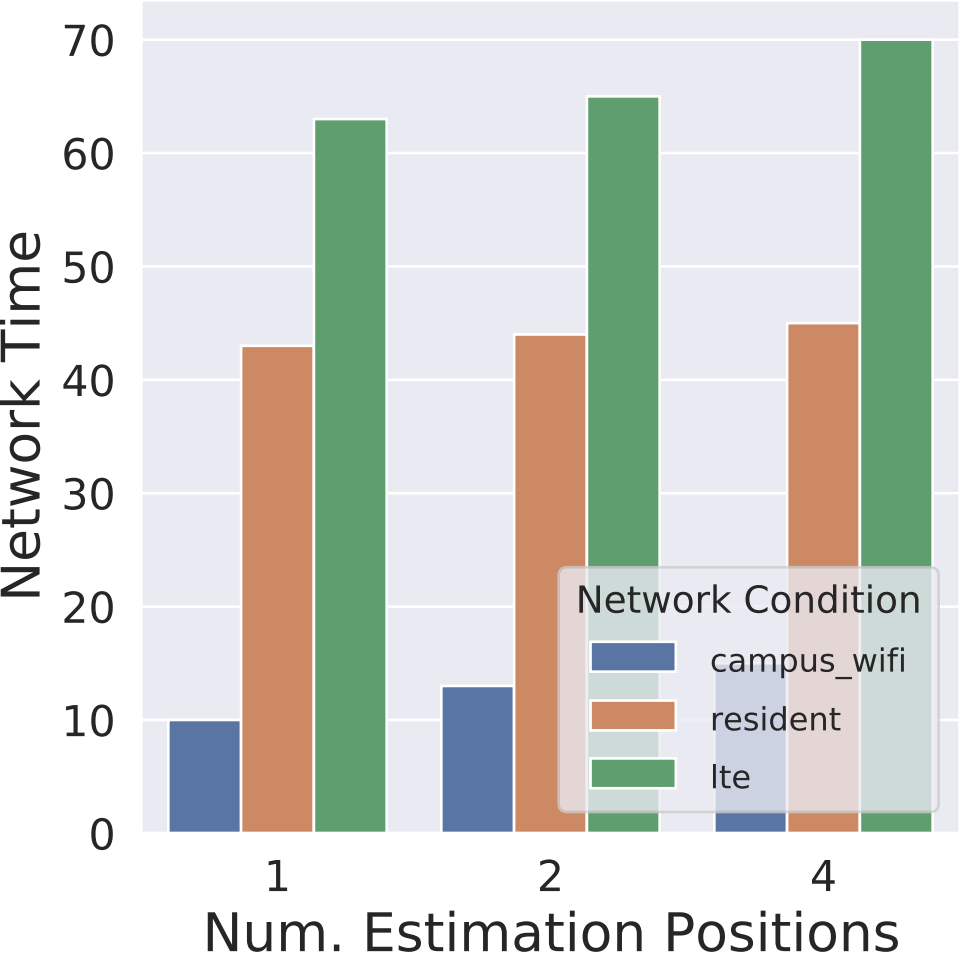 70
60
50
40
30
20
10
0
Network Time
Network Condition
campus_wifi
resident
lte
1 2 4
Num. Estimation Positions